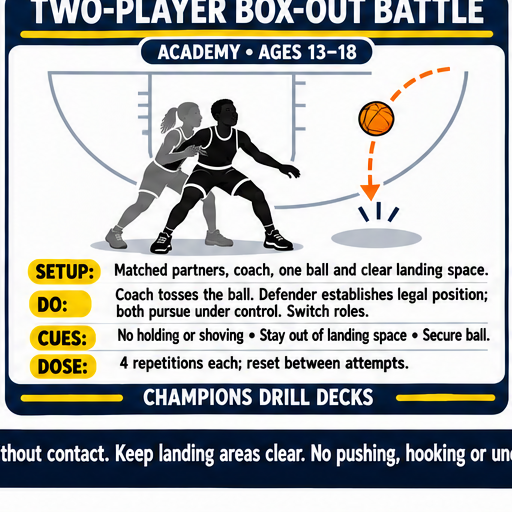 TWO-PLAYER BOX-OUT BATTLE
ACADEMY • AGES 13–18
SETUP: Matched partners, coach, one ball and clear landing space.
DO: Coach tosses the ball. Defender establishes legal position;
both pursue under control. Switch roles.
CUES: No holding or shoving • Stay out of landing space • Secure ball.
DOSE: 4 repetitions each; reset between attempts.
CHAMPIONS DRILL DECKS
contact. Keep landing areas clear. No pushing, hooking or